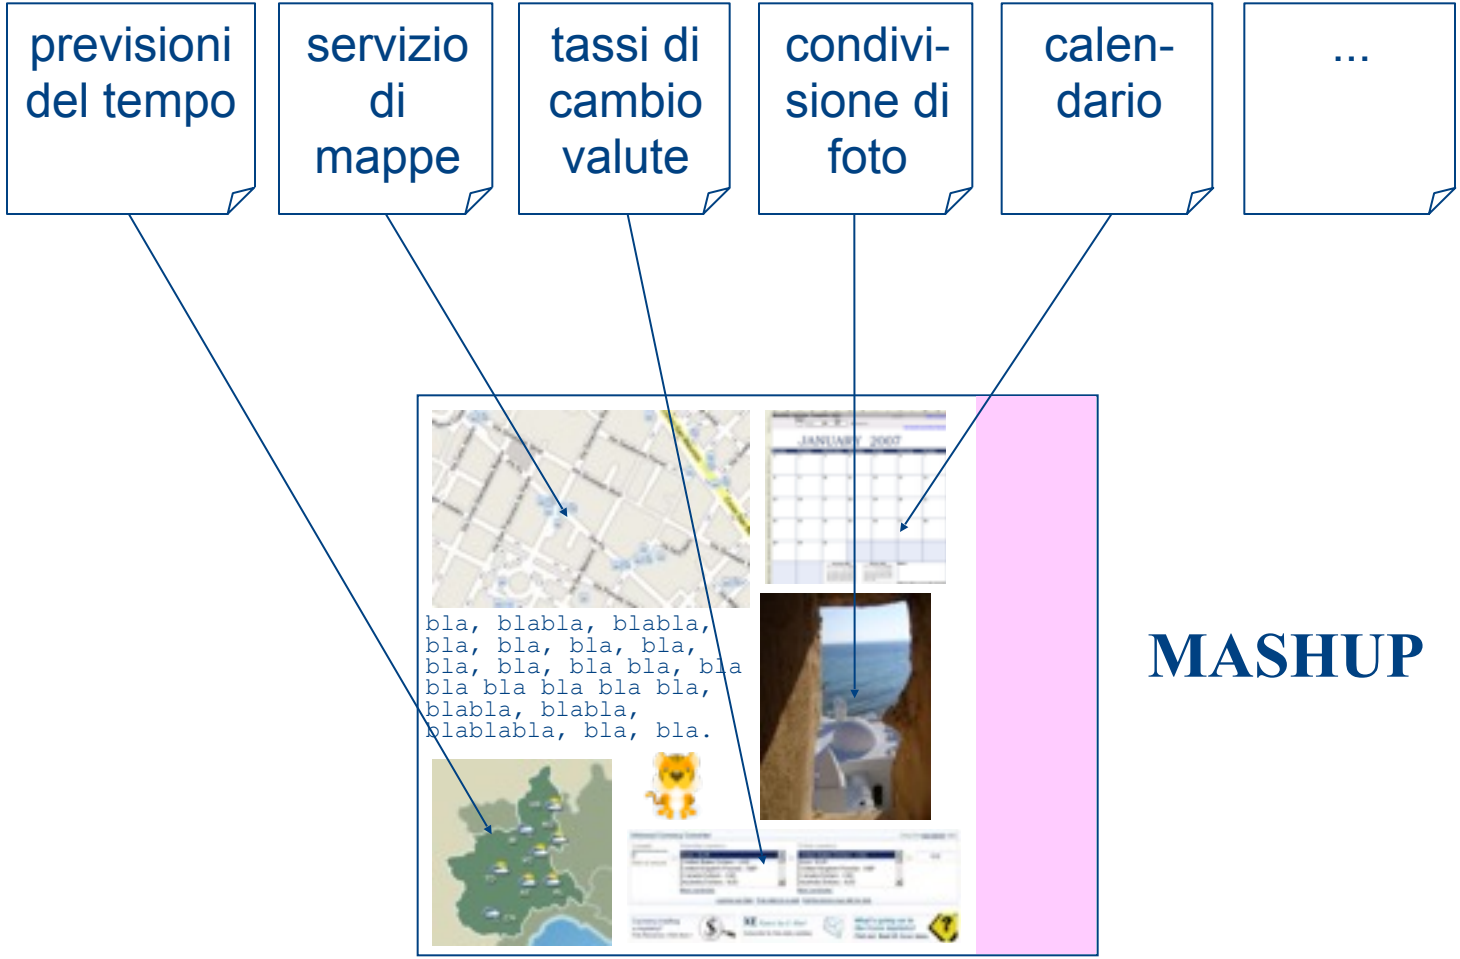 previsioni
del tempo
servizio
di
mappe
tassi di
cambio
valute
condivi-
sione di
foto
calen-
dario
...
JANUARY 2007
bla, blabla, blabla,
bla, bla, bla, bla,
bla, bla, bla bla, bla
bla bla bla bla bla,
blabla, blabla,
blablabla, bla, bla.
MASHUP